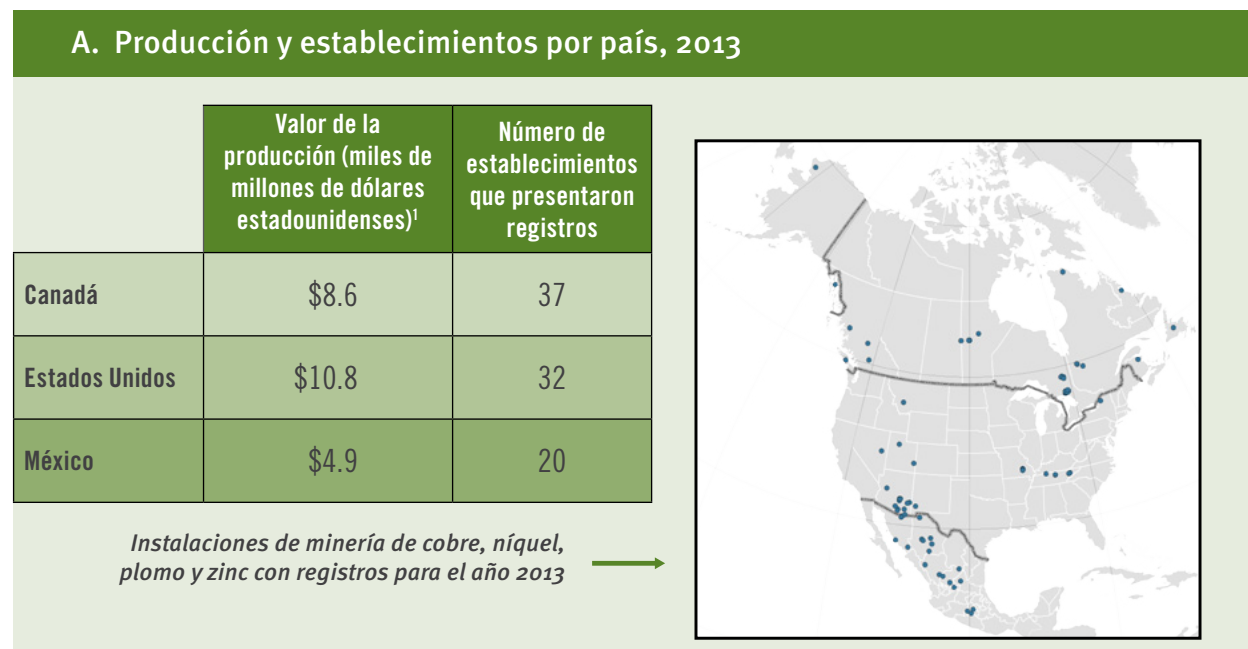 A. Producción y establecimientos por país, 2013
Valor de la
producción (miles de
millones de dólares
estadounidenses)¹
Número de
establecimientos
que presentaron
registros
Canadá $8.6 37
Estados Unidos $10.8 32
México $4.9 20
Instalaciones de minería de cobre, níquel,
plomo y zinc con registros para el año 2013